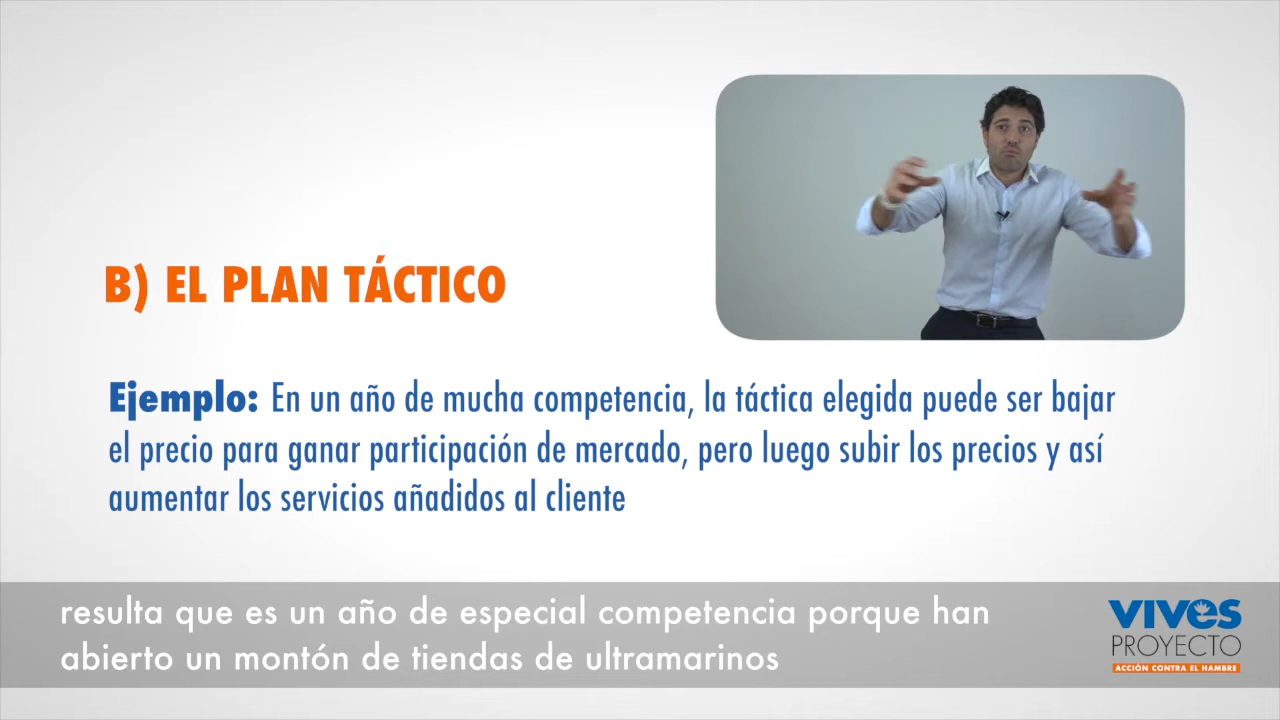 B) EL PLAN TÁCTICO
Ejemplo: En un año de mucha competencia, la táctica elegida puede ser bajar
el precio para ganar participación de mercado, pero luego subir los precios y así
aumentar los servicios añadidos al cliente
resulta que es un año de especial competencia porque han
abierto un montón de tiendas de ultramarinos
VIVES
PROYECTO
ACCIÓN CONTRA EL HAMBRE